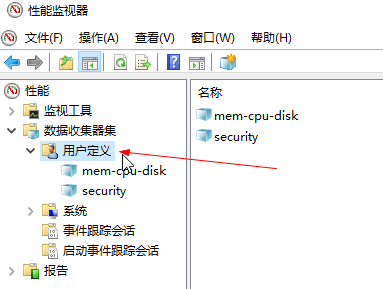 性能监视器
文件(F) 操作(A) 查看(V) 窗口(W) 帮助(H)
性能
监视工具
数据收集器集
用户定义
mem-cpu-disk
security
系统
事件跟踪会话
启动事件跟踪会话
报告
名称
mem-cpu-disk
security